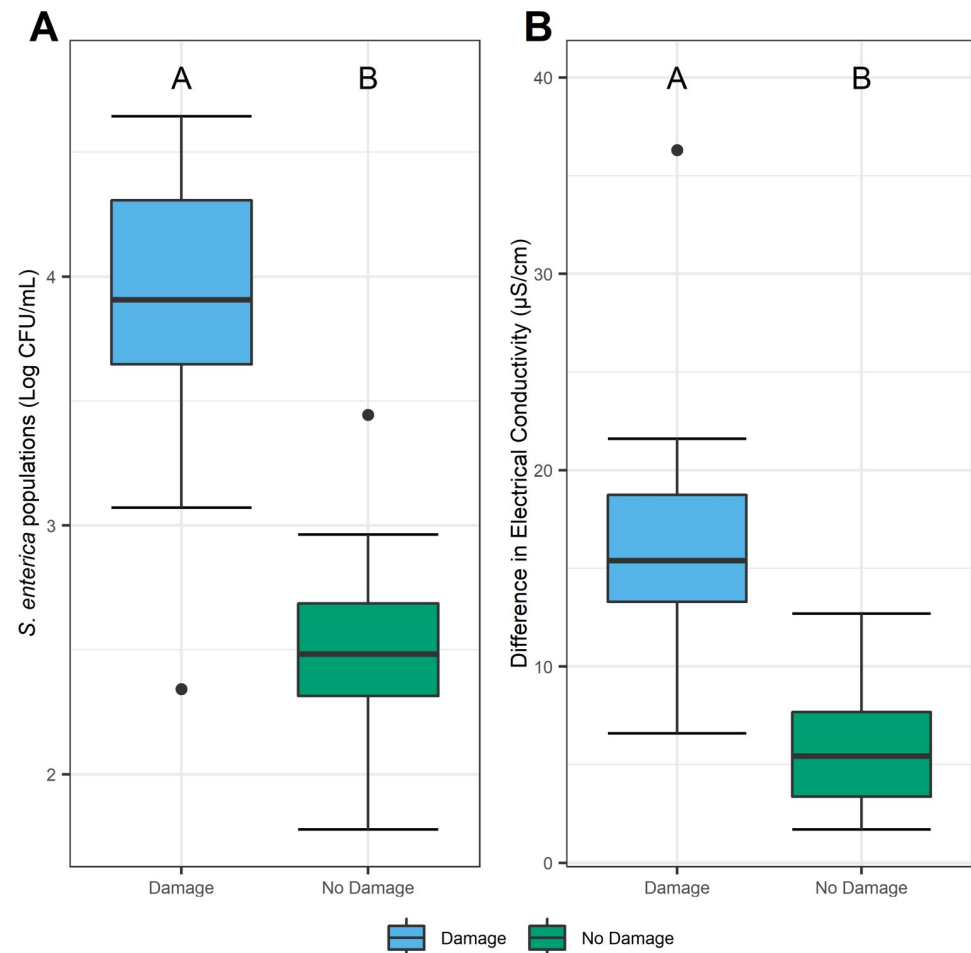 A
A B
S. enterica populations (Log CFU/mL)
4
3
2
Damage No Damage
B
A B
Difference in Electrical Conductivity (µS/cm)
40
30
20
10
0
Damage No Damage
Damage No Damage